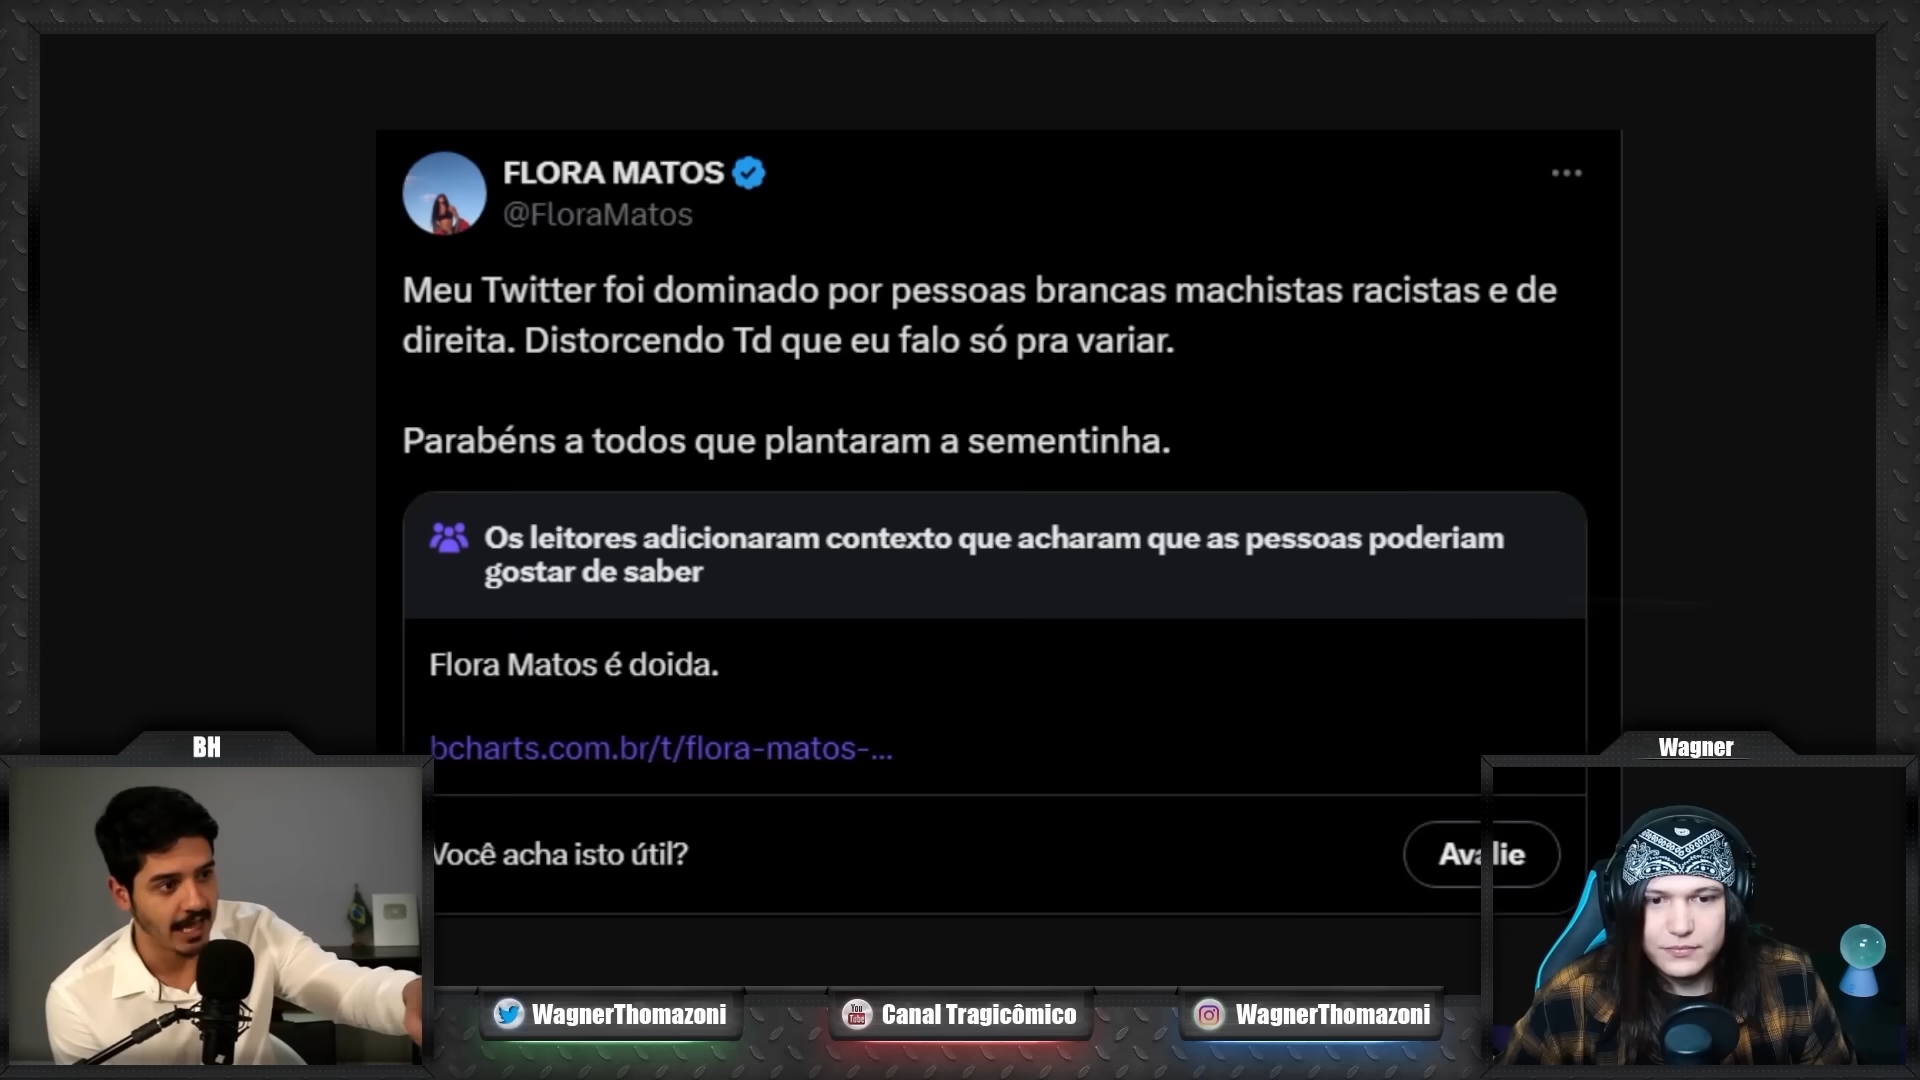 FLORA MATOS
@FloraMatos
Meu Twitter foi dominado por pessoas brancas machistas racistas e de
direita. Distorcendo Td que eu falo só pra variar.
Parabéns a todos que plantaram a sementinha.
Os leitores adicionaram contexto que acharam que as pessoas poderiam
gostar de saber
Flora Matos é doida.
bcharts.com.br/t/flora-matos-...
Você acha isto útil?
Avalie
BH
Wagner
WagnerThomazoni
You
Tube
Canal Tragicômico
WagnerThomazoni